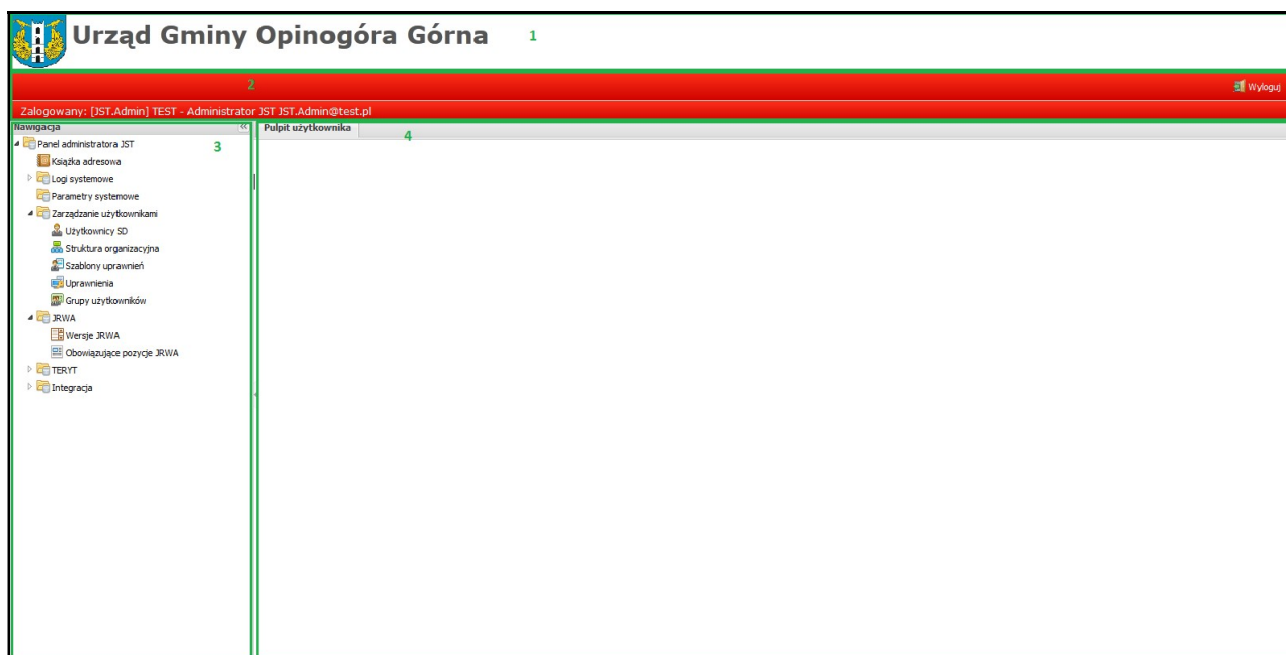 Urząd Gminy Opinogóra Górna 1
2
Wyloguj
Zalogowany: [JST.Admin] TEST - Administrator JST JST.Admin@test.pl
Nawigacja
3
Panel administratora JST
Książka adresowa
Logi systemowe
Parametry systemowe
Zarządzanie użytkownikami
Użytkownicy SD
Struktura organizacyjna
Szablony uprawnień
Uprawnienia
Grupy użytkowników
JRWA
Wersje JRWA
Obowiązujące pozycje JRWA
TERYT
Integracja
Pulpit użytkownika
4